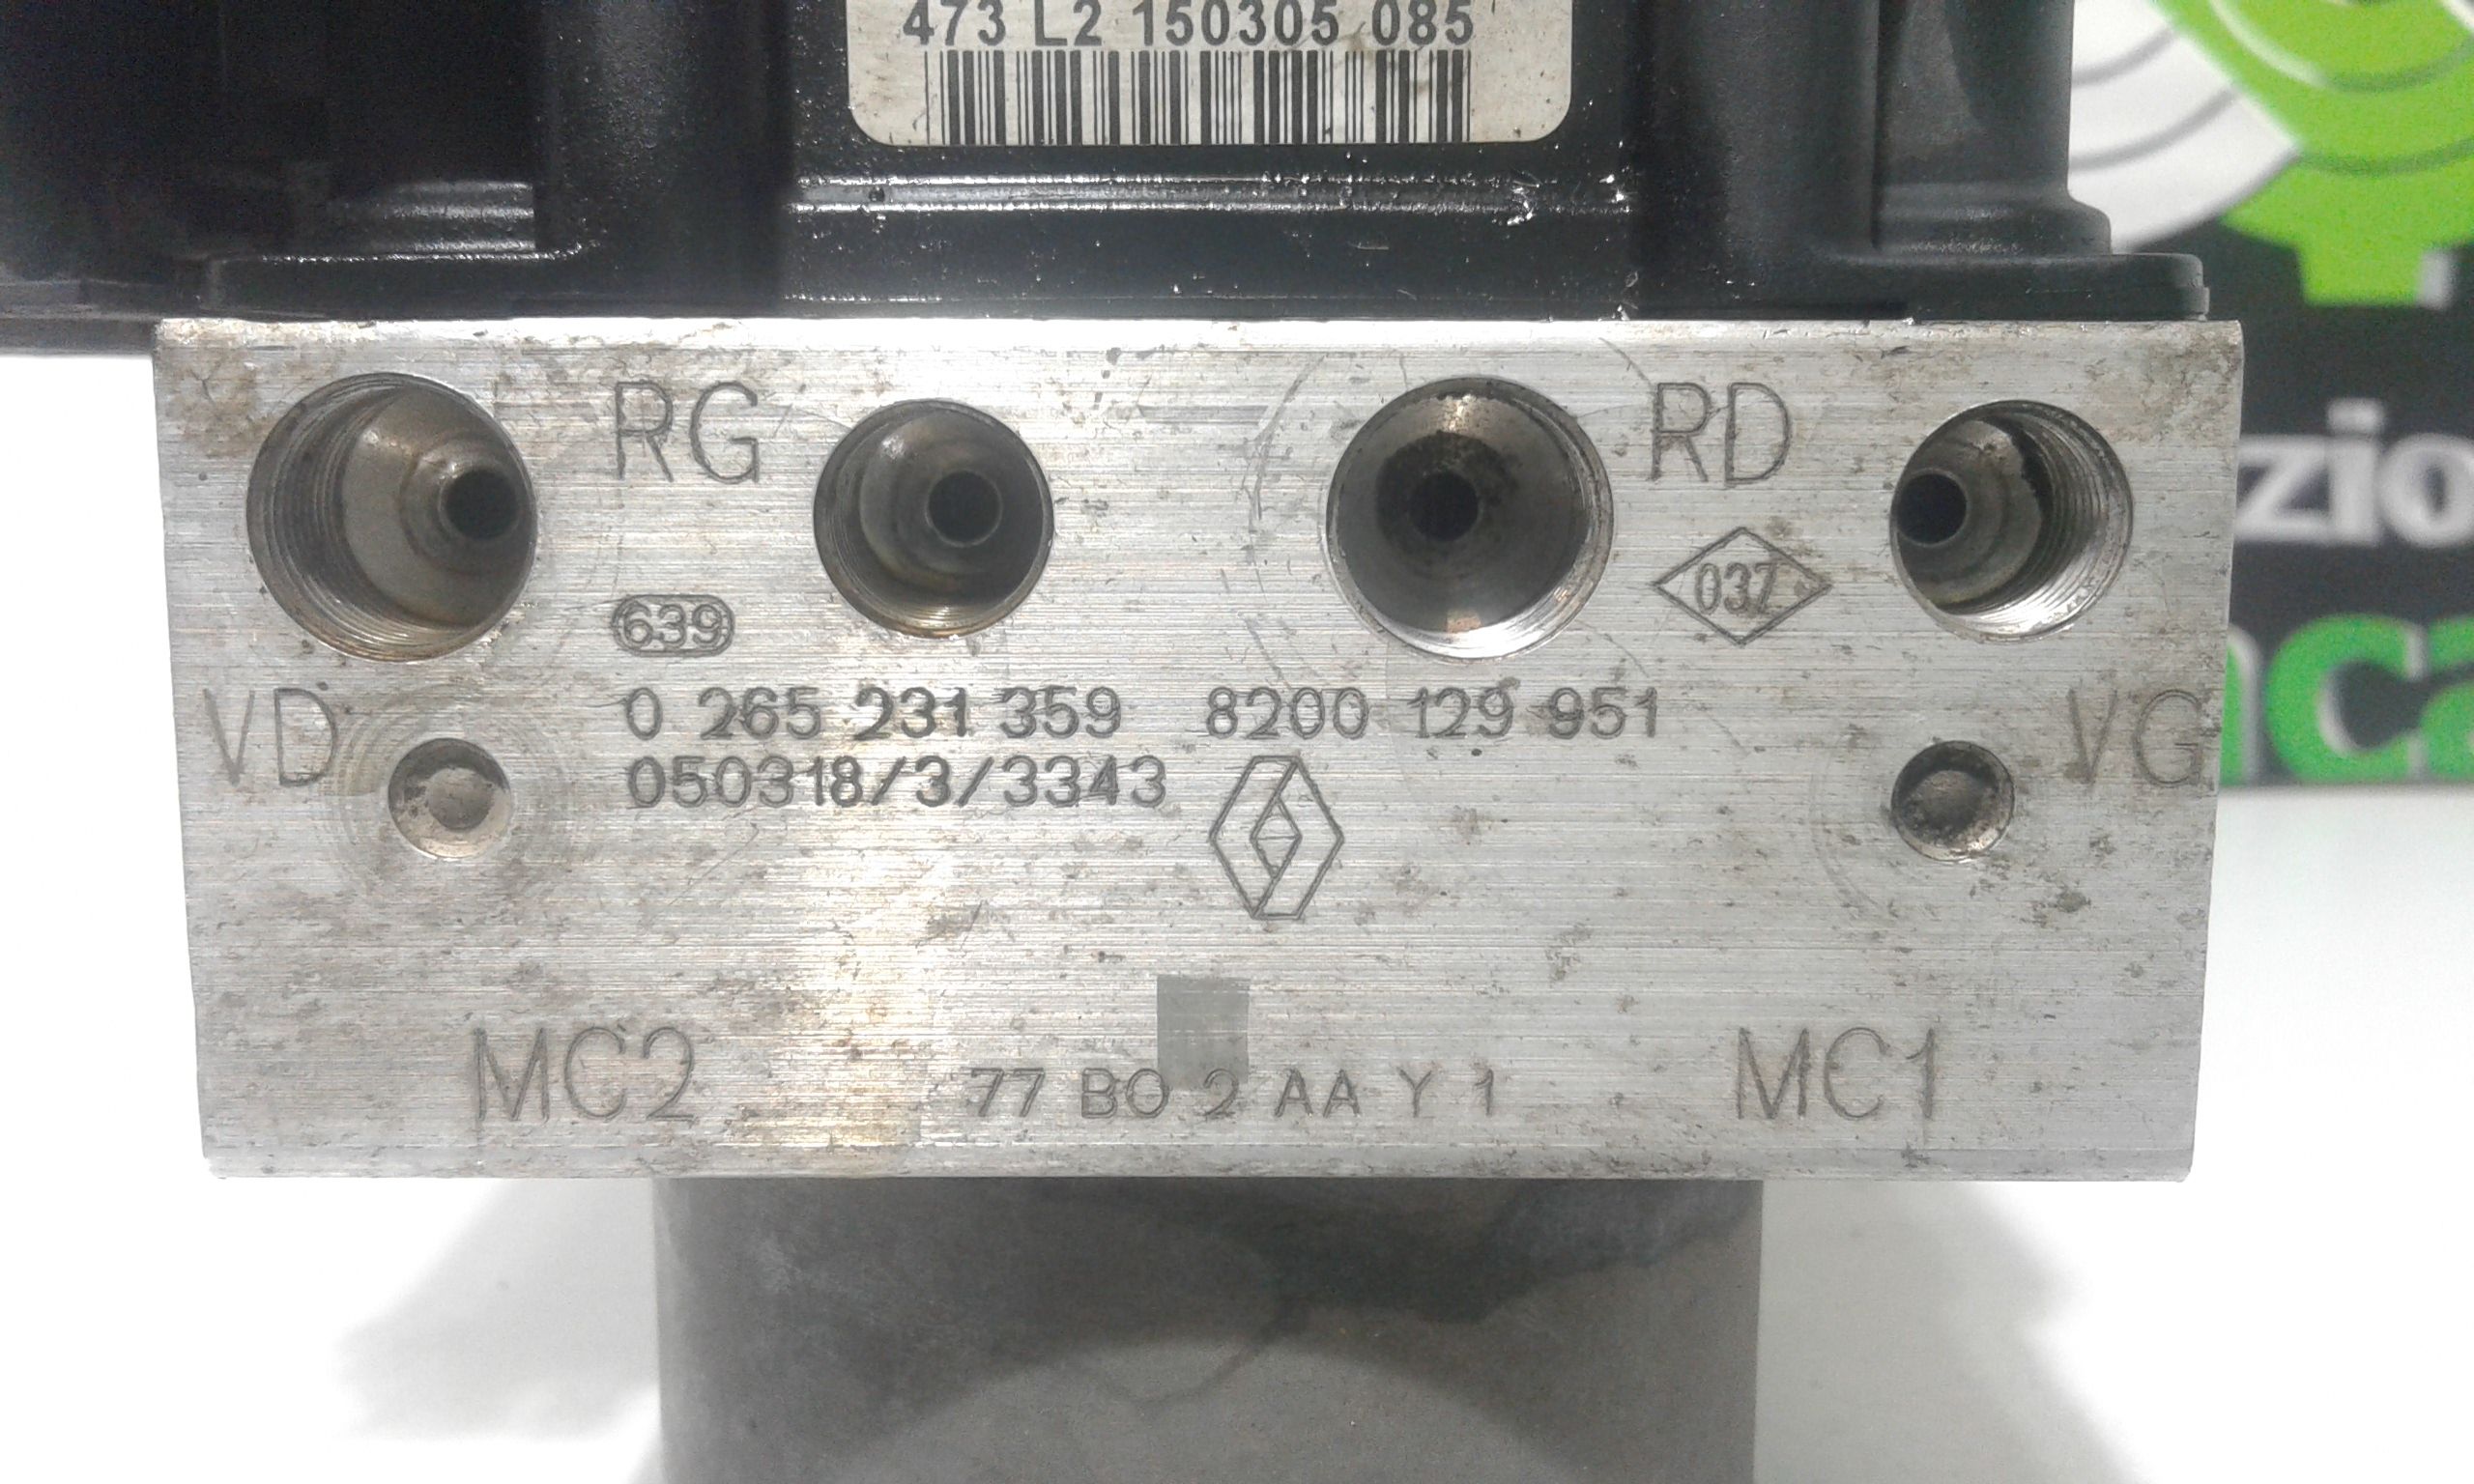 473 L2 150305 085
RG
RD
037
639
VD
0 265 231 359 8200 129 951
VG
050318/3/3343
MC2
77 BO 2 AA Y 1
MC1
zio